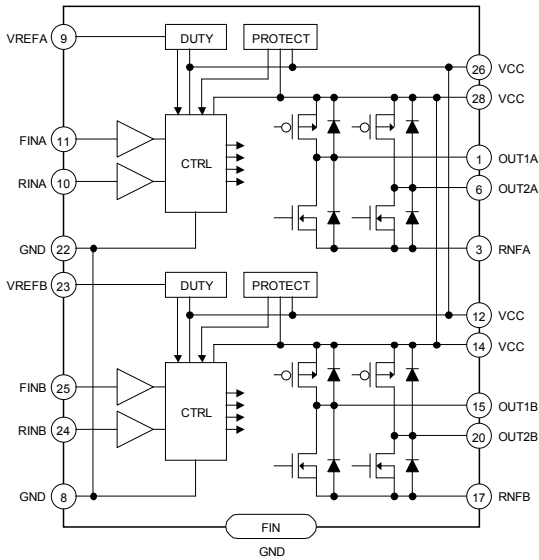 VREFA 9 DUTY PROTECT
26 VCC
28 VCC
FINA 11
CTRL
1 OUT1A
RINA 10
6 OUT2A
GND 22
3 RNFA
VREFB 23 DUTY PROTECT
12 VCC
14 VCC
FINB 25
CTRL
15 OUT1B
RINB 24
20 OUT2B
GND 8
17 RNFB
FIN
GND